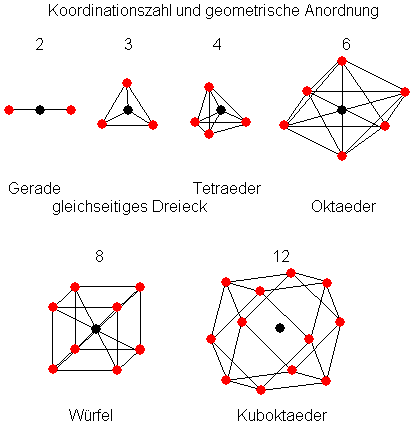 Koordinationszahl und geometrische Anordnung
2 3 4 6
Gerade Tetraeder
gleichseitiges Dreieck Oktaeder
8 12
Würfel Kuboktaeder